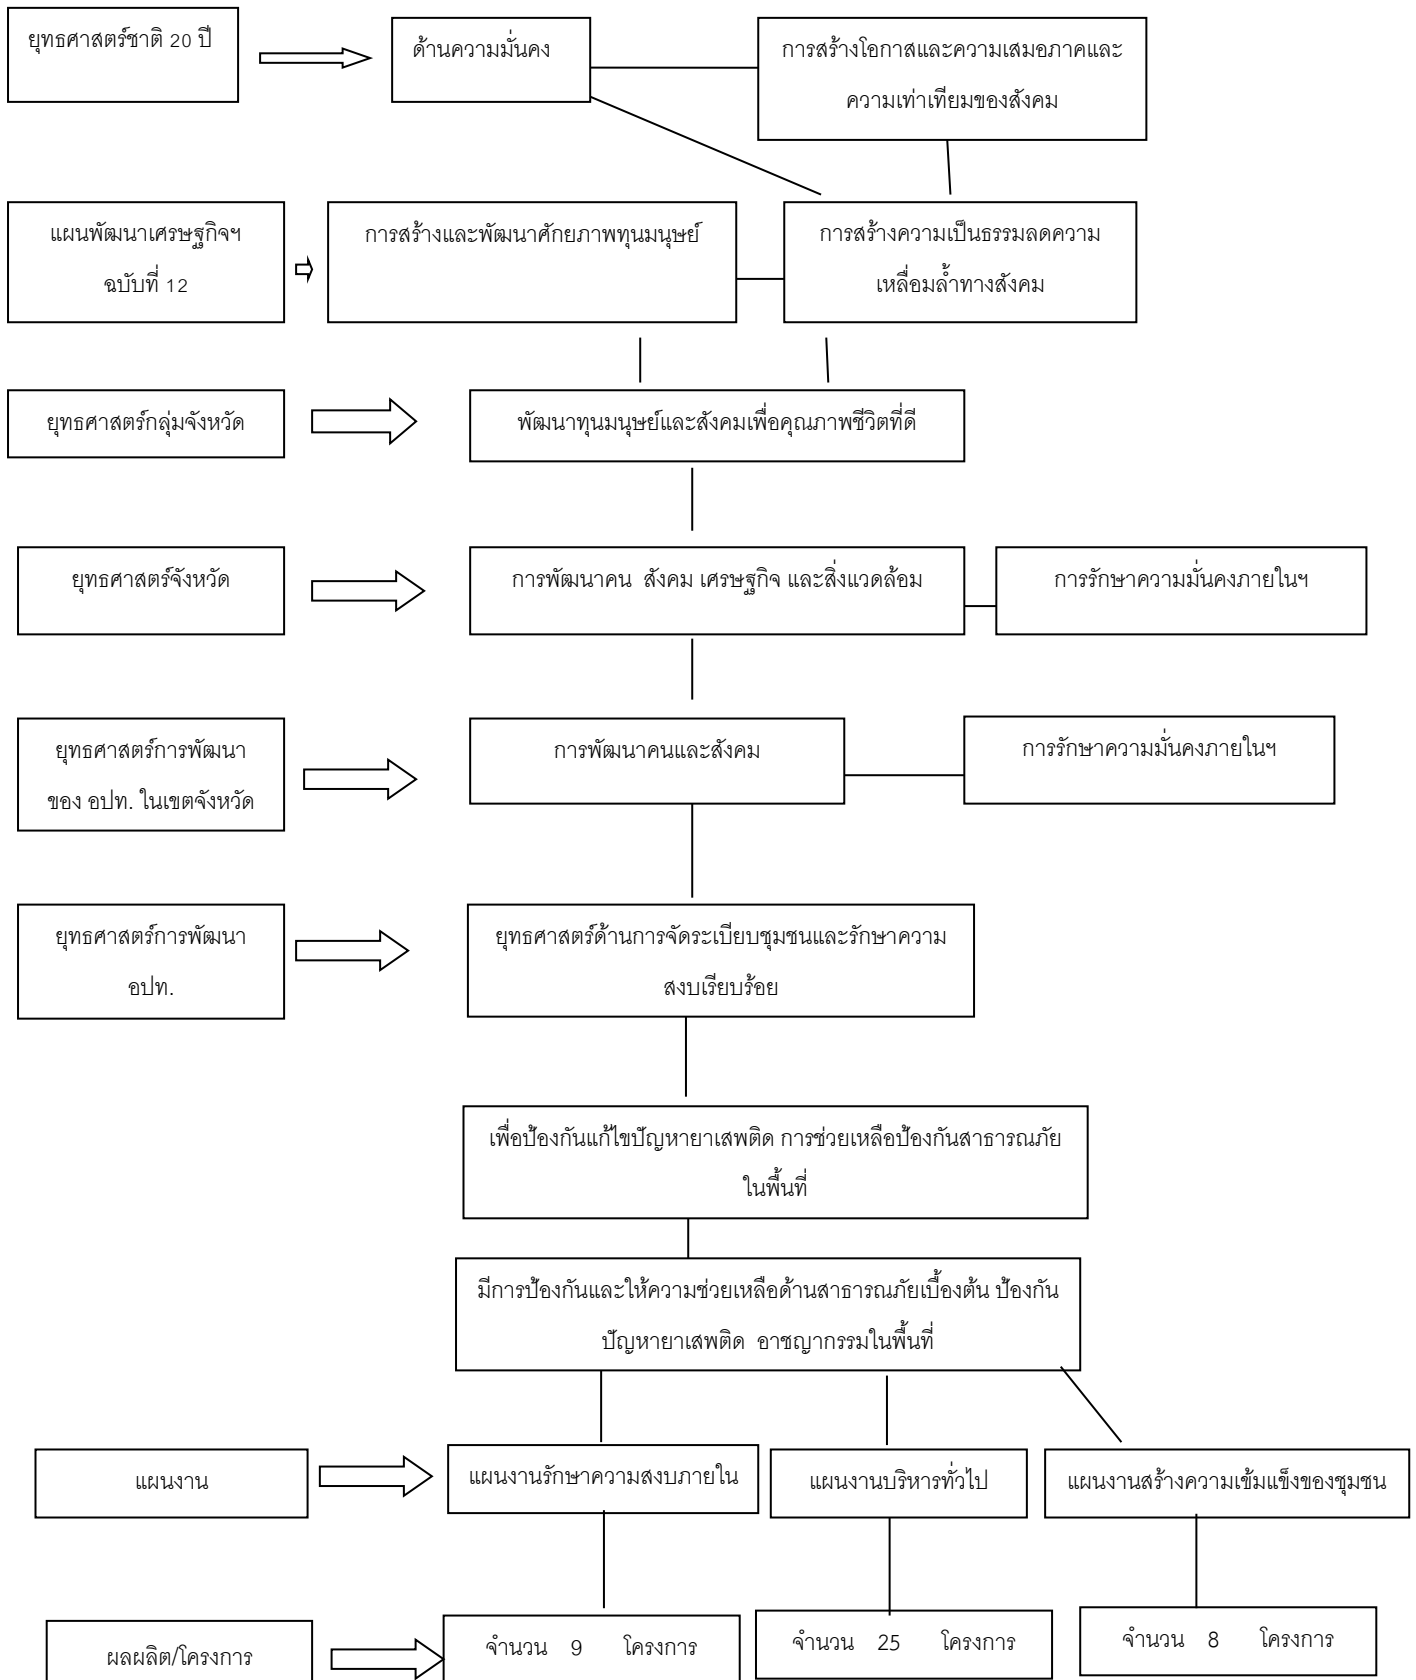 ยุทธศาสตร์ชาติ 20 ปี
ด้านความมั่นคง
การสร้างโอกาสและความเสมอภาคและ
ความเท่าเทียมของสังคม
แผนพัฒนาเศรษฐกิจฯ
ฉบับที่ 12
การสร้างและพัฒนาศักยภาพทุนมนุษย์
การสร้างความเป็นธรรมลดความ
เหลื่อมล้ำทางสังคม
ยุทธศาสตร์กลุ่มจังหวัด
พัฒนาทุนมนุษย์และสังคมเพื่อคุณภาพชีวิตที่ดี
ยุทธศาสตร์จังหวัด
การพัฒนาคน สังคม เศรษฐกิจ และสิ่งแวดล้อม
การรักษาความมั่นคงภายในฯ
ยุทธศาสตร์การพัฒนา
ของ อปท. ในเขตจังหวัด
การพัฒนาคนและสังคม
การรักษาความมั่นคงภายในฯ
ยุทธศาสตร์การพัฒนา
อปท.
ยุทธศาสตร์ด้านการจัดระเบียบชุมชนและรักษาความ
สงบเรียบร้อย
เพื่อป้องกันแก้ไขปัญหายาเสพติด การช่วยเหลือป้องกันสาธารณภัย
ในพื้นที่
มีการป้องกันและให้ความช่วยเหลือด้านสาธารณภัยเบื้องต้น ป้องกัน
ปัญหายาเสพติด อาชญากรรมในพื้นที่
แผนงาน
แผนงานรักษาความสงบภายใน
แผนงานบริหารทั่วไป
แผนงานสร้างความเข้มแข็งของชุมชน
ผลผลิต/โครงการ
จำนวน 9 โครงการ
จำนวน 25 โครงการ
จำนวน 8 โครงการ